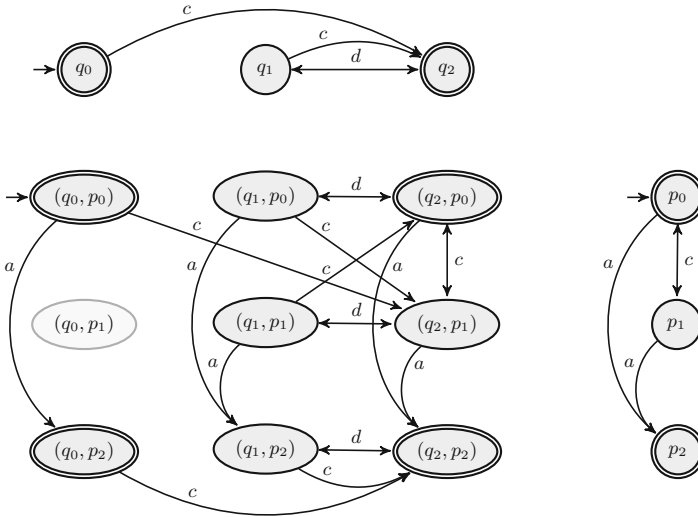 c
c
q0 q1 d q2
(q0, p0) (q1, p0) d (q2, p0) p0
c c
a a c a c a c
(q0, p1) (q1, p1) d (q2, p1) p1
a a a
(q0, p2) (q1, p2) d (q2, p2) p2
c
c